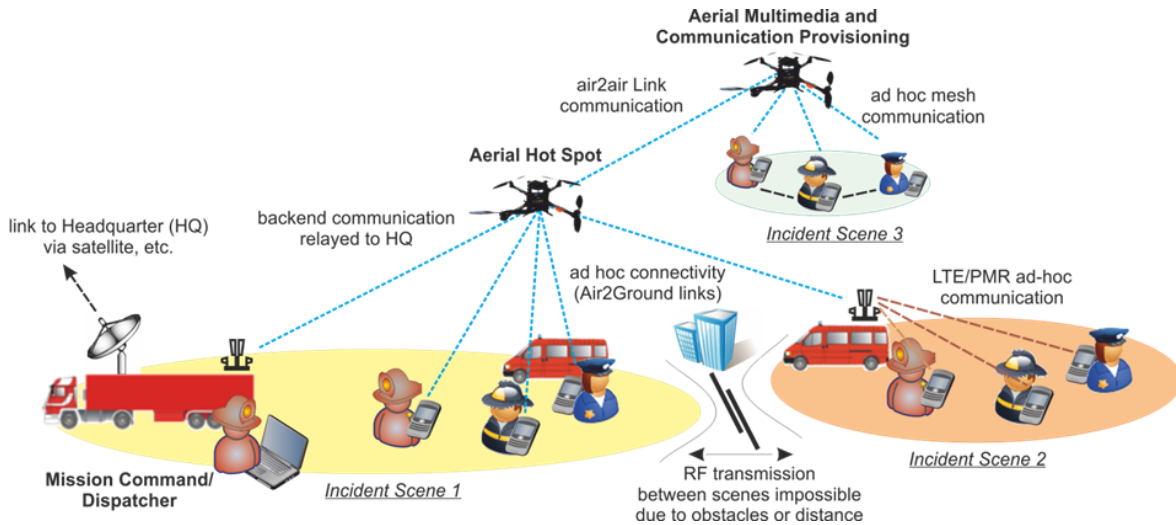 Aerial Multimedia and
Communication Provisioning
air2air Link
communication
ad hoc mesh
communication
Aerial Hot Spot
link to Headquarter (HQ)
via satellite, etc.
backend communication
relayed to HQ
Incident Scene 3
ad hoc connectivity
(Air2Ground links)
LTE/PMR ad-hoc
communication
Mission Command/
Dispatcher
Incident Scene 1
RF transmission
between scenes impossible
due to obstacles or distance
Incident Scene 2